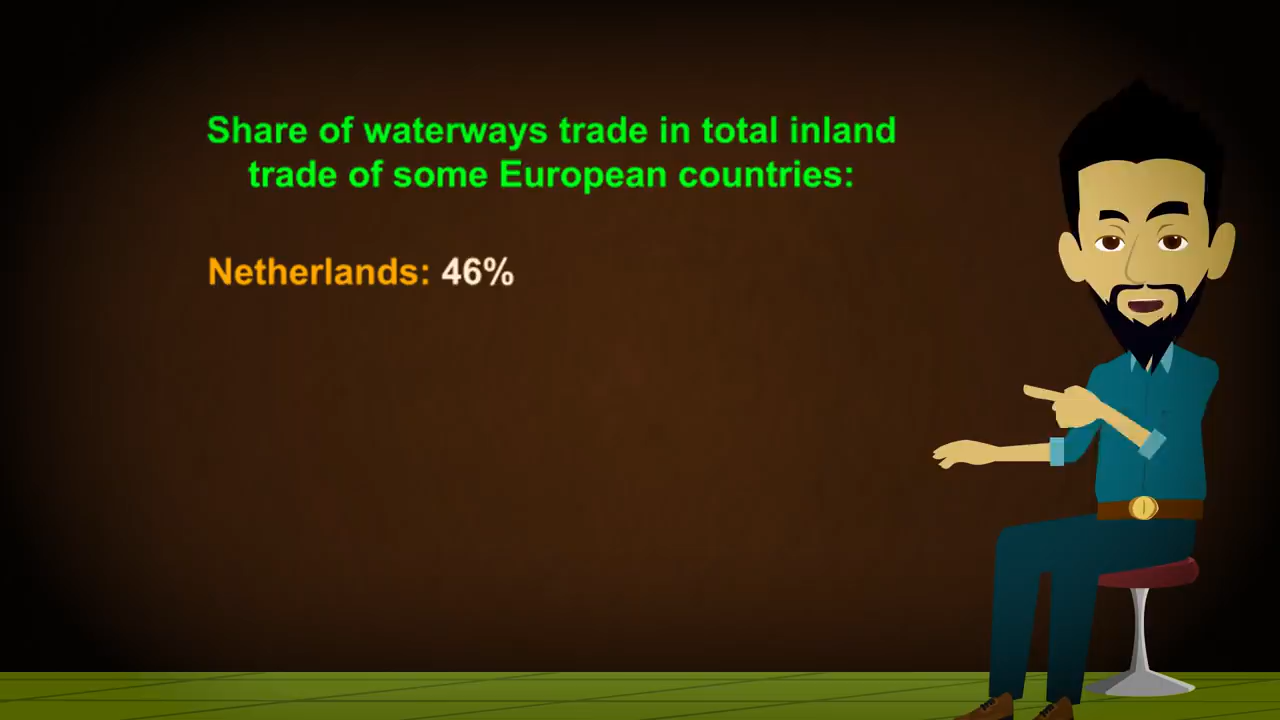 Share of waterways trade in total inland
trade of some European countries:
Netherlands: 46%